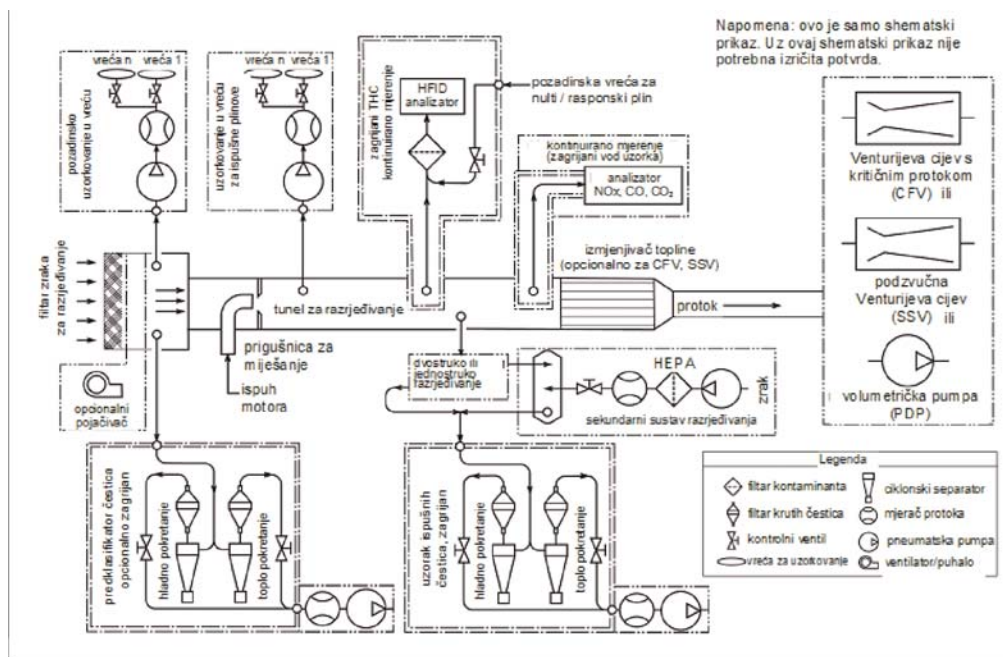 Napomena: ovo je samo shematski
prikaz. Uz ovaj shematski prikaz nije
potrebna izričita potvrda.
vreća n
vreća 1
pozadinsko
uzorkovanje u vreću
vreća n
vreća 1
uzorkovanje u vreću
za ispušne plinove
zagrijani THC
kontinuirano mjerenje
HFID
analizator
pozadinska vreća za
nulti / rasponski plin
kontinuirano mjerenje
(zagrijani vod uzorka)
analizator
NOx, CO, CO₂
Venturijeva cijev s
kritičnim protokom
(CFV) ili
podzvučna
Venturijeva cijev
(SSV) ili
volumetrička pumpa
(PDP)
filtar zraka
za razrjeđivanje
tunel za razrjeđivanje
izmjenjivač topline
(opcionalno za CFV, SSV)
protok
prigušnica za
miješanje
ispuh
motora
opcionalni
pojačivač
dvostruko ili
jednostruko
razrjeđivanje
HEPA
zrak
sekundarni sustav razrjeđivanja
predklasifikator čestica
opcionalno zagrijan
hladno pokretanje
toplo pokretanje
uzorak ispušnih
čestica, zagrijan
hladno pokretanje
toplo pokretanje
Legenda
filtar kontaminanta
ciklonski separator
filtar krutih čestica
mjerač protoka
kontrolni ventil
pneumatska pumpa
vreća za uzorkovanje
ventilator/puhalo